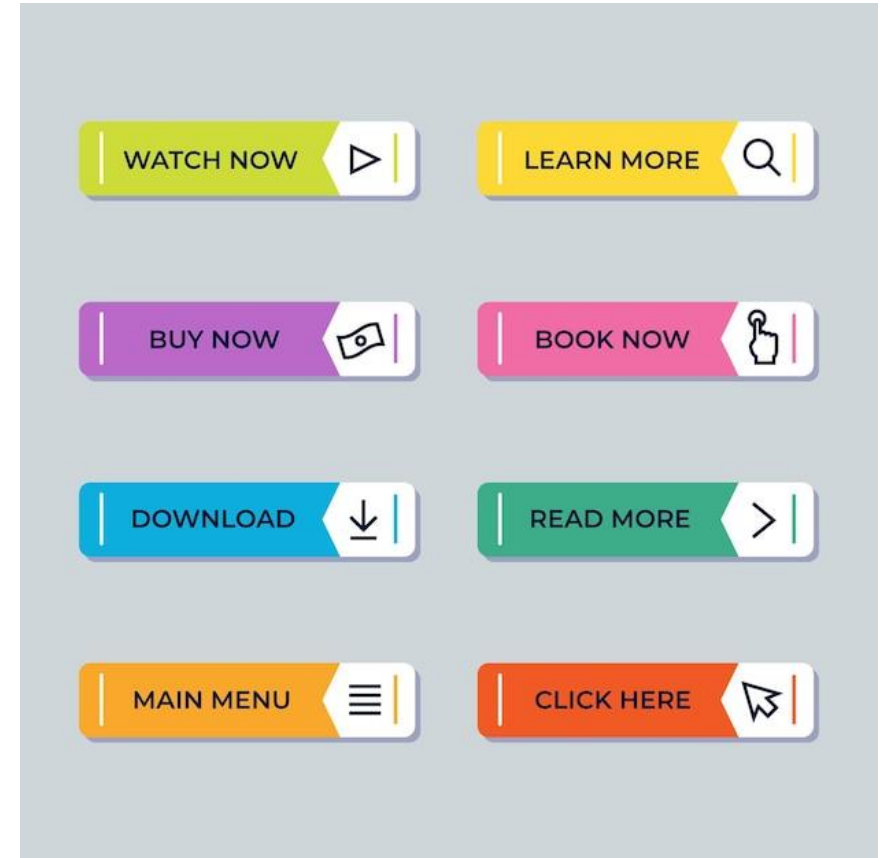 WATCH NOW
LEARN MORE
BUY NOW
BOOK NOW
DOWNLOAD
READ MORE
MAIN MENU
CLICK HERE